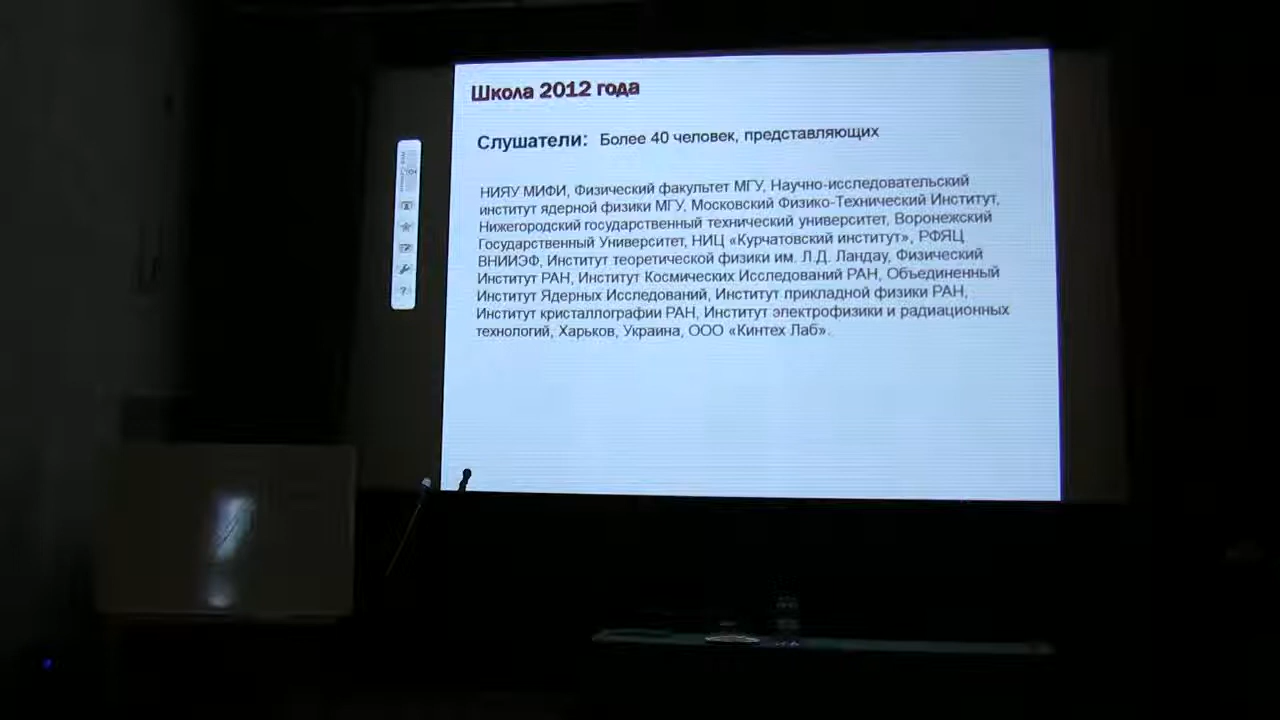 Школа 2012 года
Слушатели: Более 40 человек, представляющих
НИЯУ МИФИ, Физический факультет МГУ, Научно-исследовательский
институт ядерной физики МГУ, Московский Физико-Технический Институт,
Нижегородский государственный технический университет, Воронежский
Государственный Университет, НИЦ «Курчатовский институт», РФЯЦ
ВНИИЭФ, Институт теоретической физики им. Л.Д. Ландау, Физический
Институт РАН, Институт Космических Исследований РАН, Объединенный
Институт Ядерных Исследований, Институт прикладной физики РАН,
Институт кристаллографии РАН, Институт электрофизики и радиационных
технологий, Харьков, Украина, ООО «Кинтех Лаб».